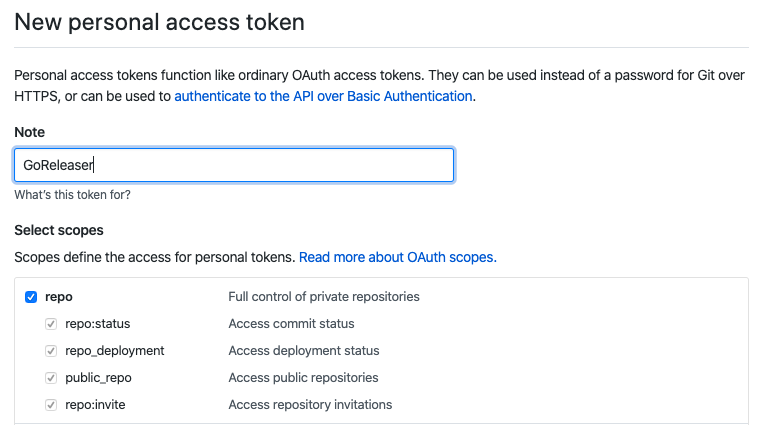 New personal access token
Personal access tokens function like ordinary OAuth access tokens. They can be used instead of a password for Git over
HTTPS, or can be used to authenticate to the API over Basic Authentication.
Note
GoReleaser
What's this token for?
Select scopes
Scopes define the access for personal tokens. Read more about OAuth scopes.
repo Full control of private repositories
repo:status Access commit status
repo_deployment Access deployment status
public_repo Access public repositories
repo:invite Access repository invitations